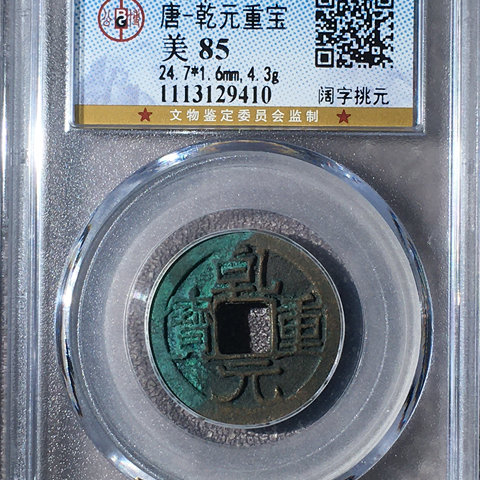 唐-乾元重宝
美 85
24.7*1.6mm,4.3g
1113129410
阔字挑元
★ 文物鉴定委员会监制 ★
乾元重寶